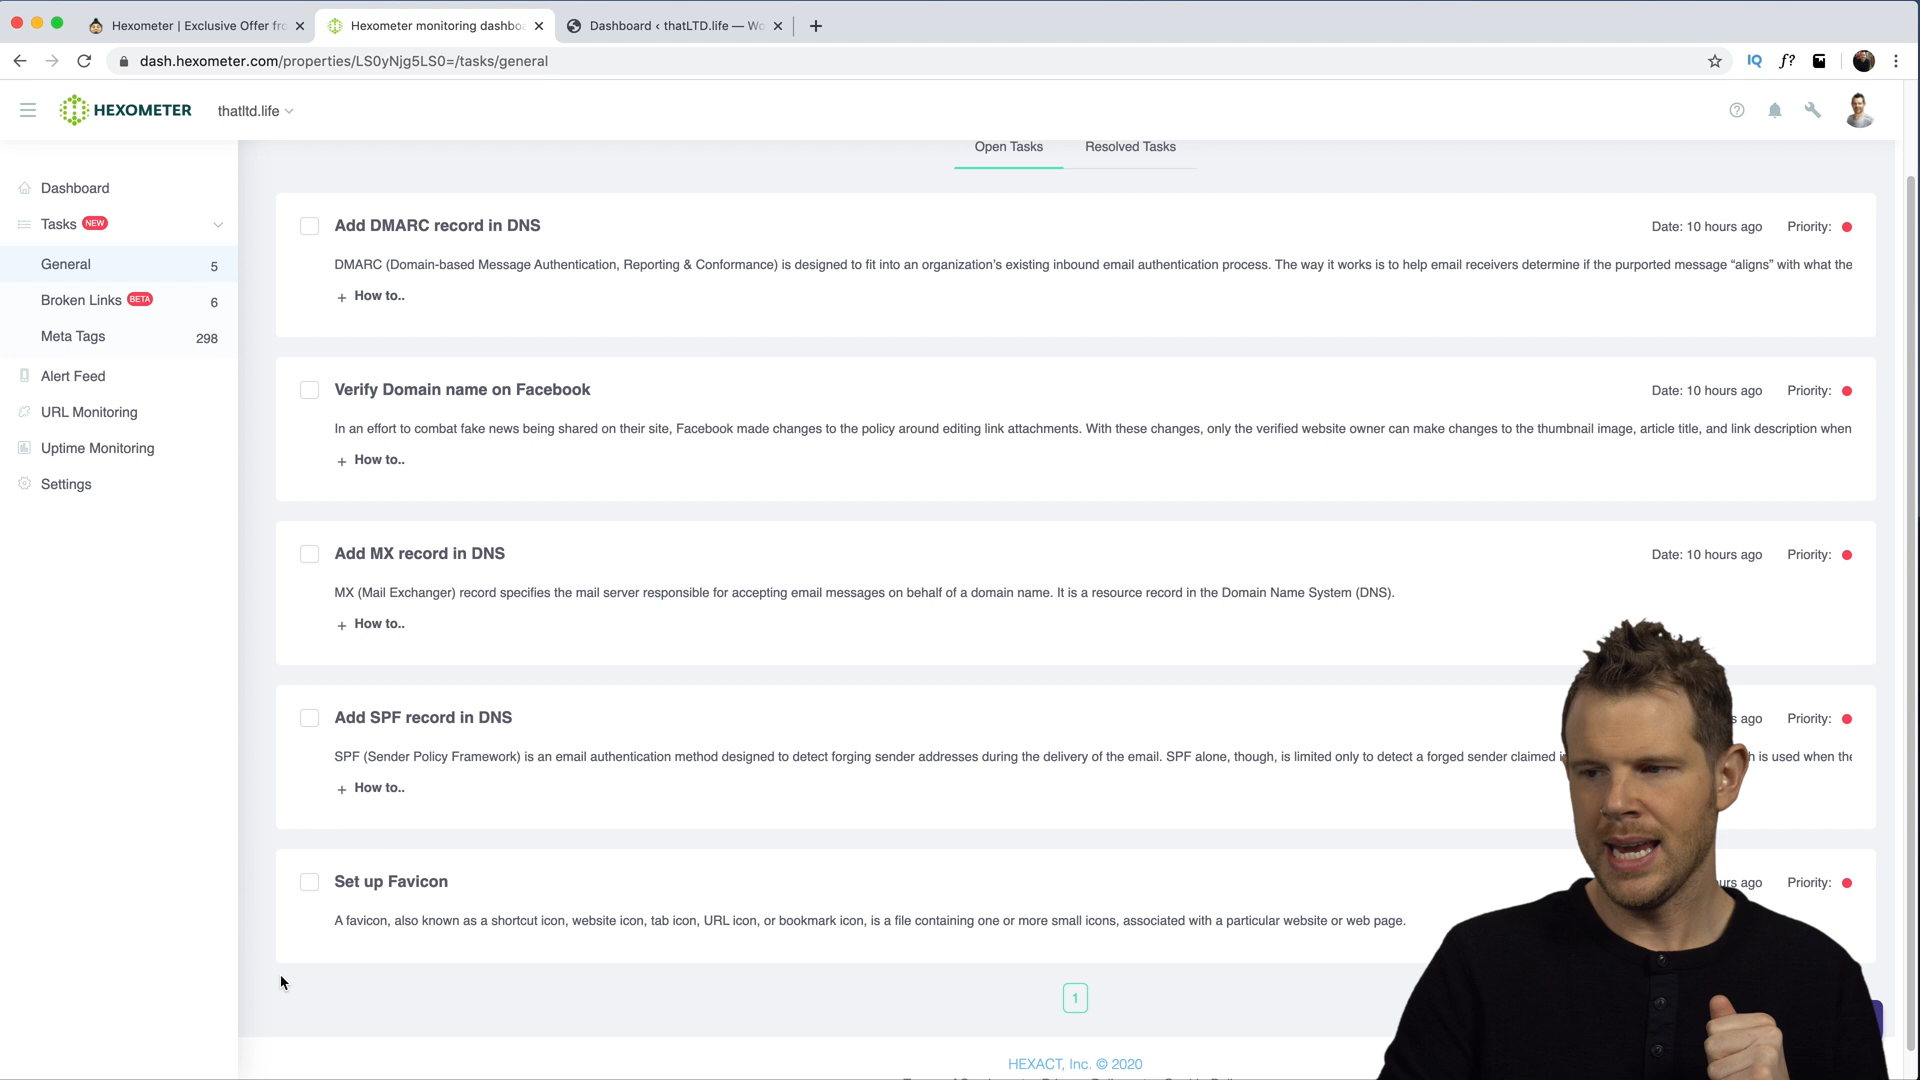 Hexometer | Exclusive Offer fro
Hexometer monitoring dashboa
Dashboard ‹ thatLTD.life — Wo
dash.hexometer.com/properties/LS0yNjg5LS0=/tasks/general
IQ
f?
HEXOMETER
thatltd.life
Open Tasks
Resolved Tasks
Dashboard
Tasks NEW
General 5
Broken Links BETA 6
Meta Tags 298
Alert Feed
URL Monitoring
Uptime Monitoring
Settings
Add DMARC record in DNS
Date: 10 hours ago
Priority:
DMARC (Domain-based Message Authentication, Reporting & Conformance) is designed to fit into an organization's existing inbound email authentication process. The way it works is to help email receivers determine if the purported message “aligns” with what the
+ How to..
Verify Domain name on Facebook
Date: 10 hours ago
Priority:
In an effort to combat fake news being shared on their site, Facebook made changes to the policy around editing link attachments. With these changes, only the verified website owner can make changes to the thumbnail image, article title, and link description when
+ How to..
Add MX record in DNS
Date: 10 hours ago
Priority:
MX (Mail Exchanger) record specifies the mail server responsible for accepting email messages on behalf of a domain name. It is a resource record in the Domain Name System (DNS).
+ How to..
Add SPF record in DNS
s ago
Priority:
SPF (Sender Policy Framework) is an email authentication method designed to detect forging sender addresses during the delivery of the email. SPF alone, though, is limited only to detect a forged sender claimed is used when the
+ How to..
Set up Favicon
urs ago
Priority:
A favicon, also known as a shortcut icon, website icon, tab icon, URL icon, or bookmark icon, is a file containing one or more small icons, associated with a particular website or web page.
1
HEXACT, Inc. © 2020